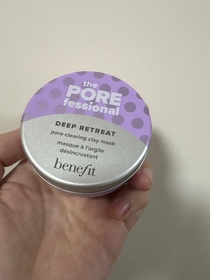 the
PORE
fessional
DEEP RETREAT
pore-clearing clay mask
masque à l'argile
désincrustant
benefit